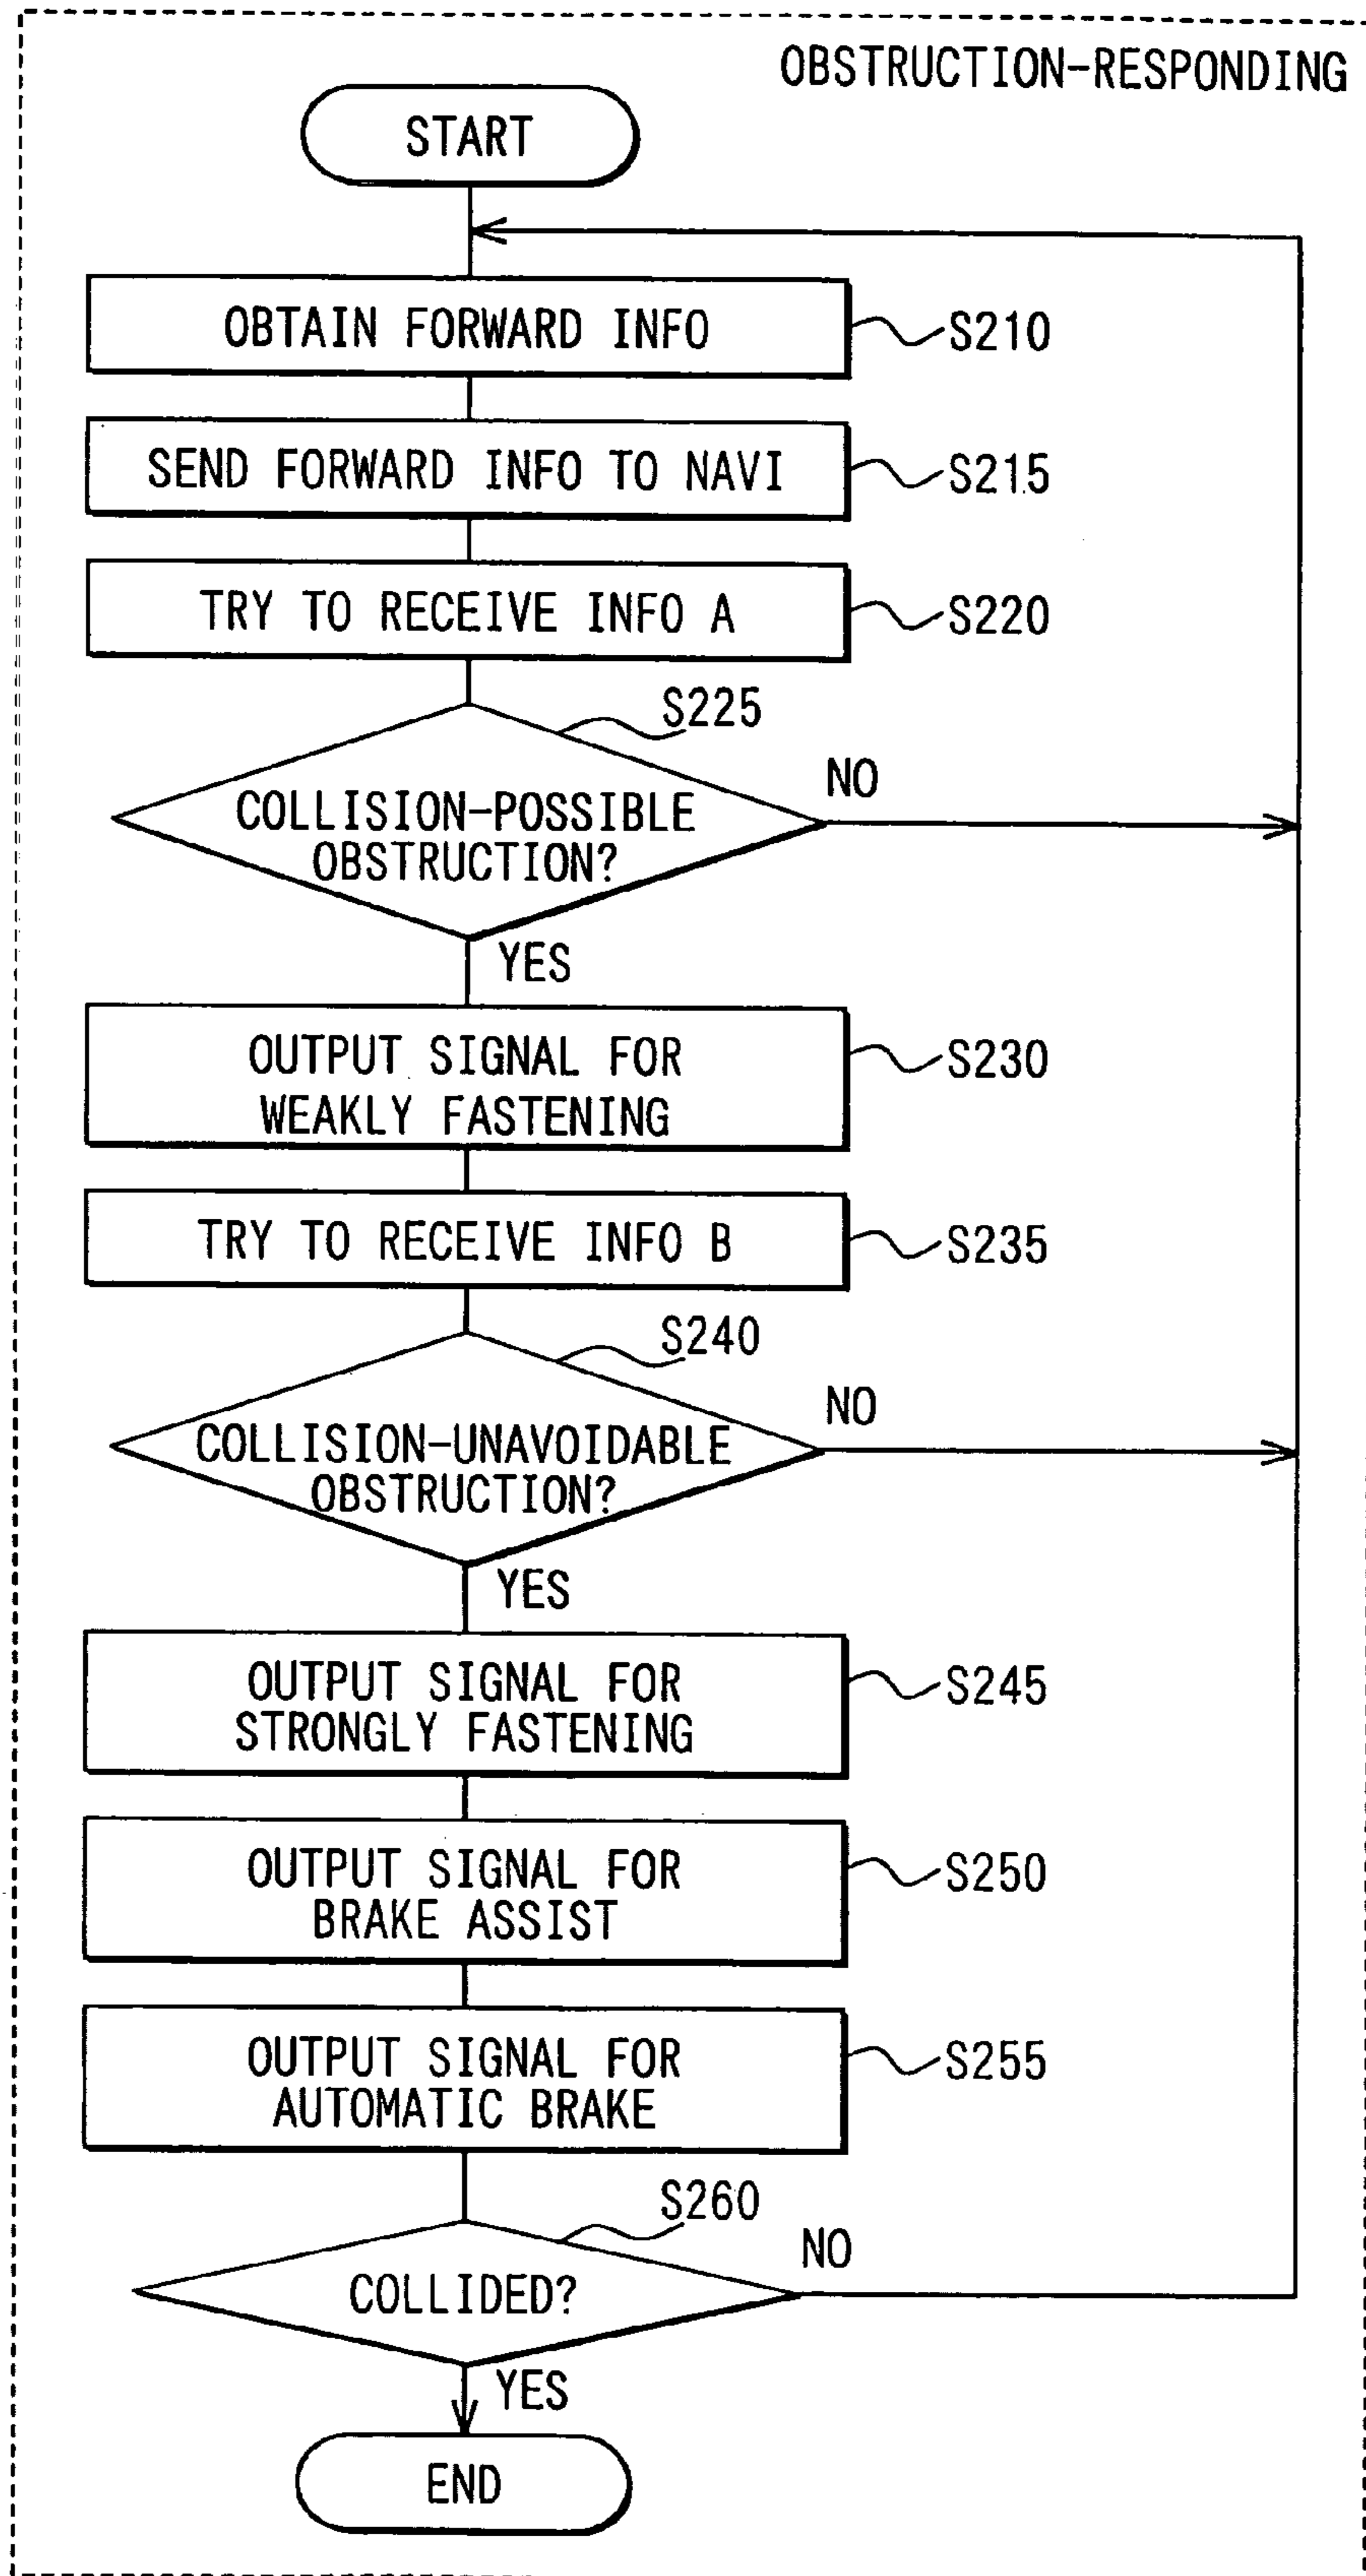 OBSTRUCTION-RESPONDING
START
OBTAIN FORWARD INFO
S210
SEND FORWARD INFO TO NAVI
S215
TRY TO RECEIVE INFO A
S220
S225
COLLISION-POSSIBLE
OBSTRUCTION?
NO
YES
OUTPUT SIGNAL FOR
WEAKLY FASTENING
S230
TRY TO RECEIVE INFO B
S235
S240
COLLISION-UNAVOIDABLE
OBSTRUCTION?
NO
YES
OUTPUT SIGNAL FOR
STRONGLY FASTENING
S245
OUTPUT SIGNAL FOR
BRAKE ASSIST
S250
OUTPUT SIGNAL FOR
AUTOMATIC BRAKE
S255
S260
COLLIDED?
NO
YES
END